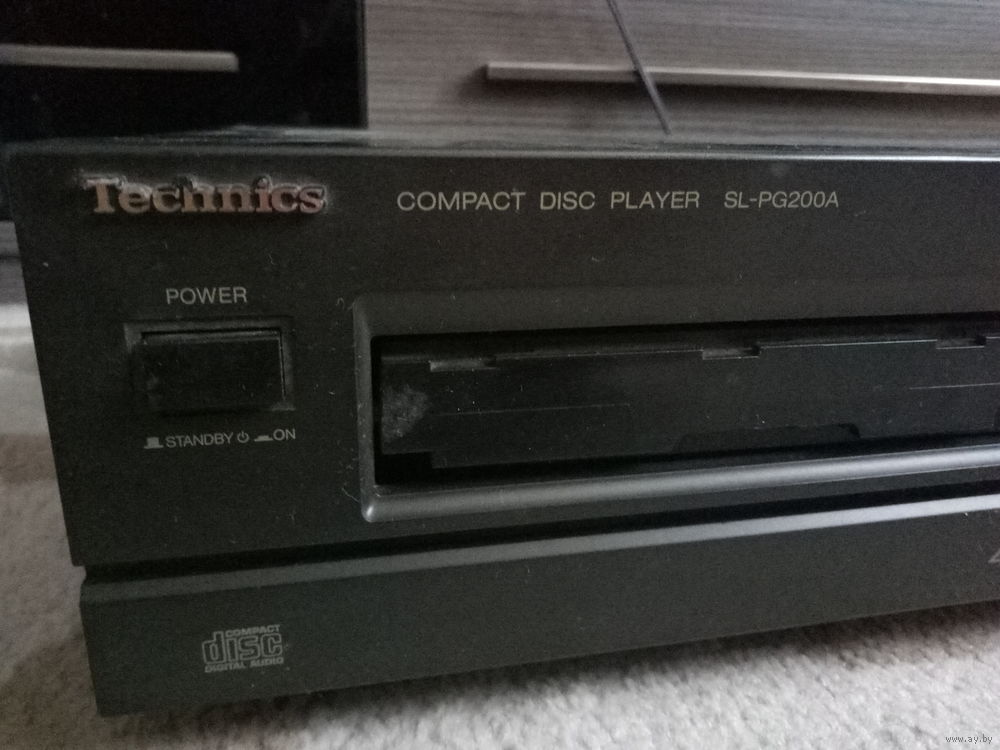 Technics
COMPACT DISC PLAYER SL-PG200A
POWER
STANDBY ⏻ ON
COMPACT
disc
DIGITAL AUDIO
www.ay.by